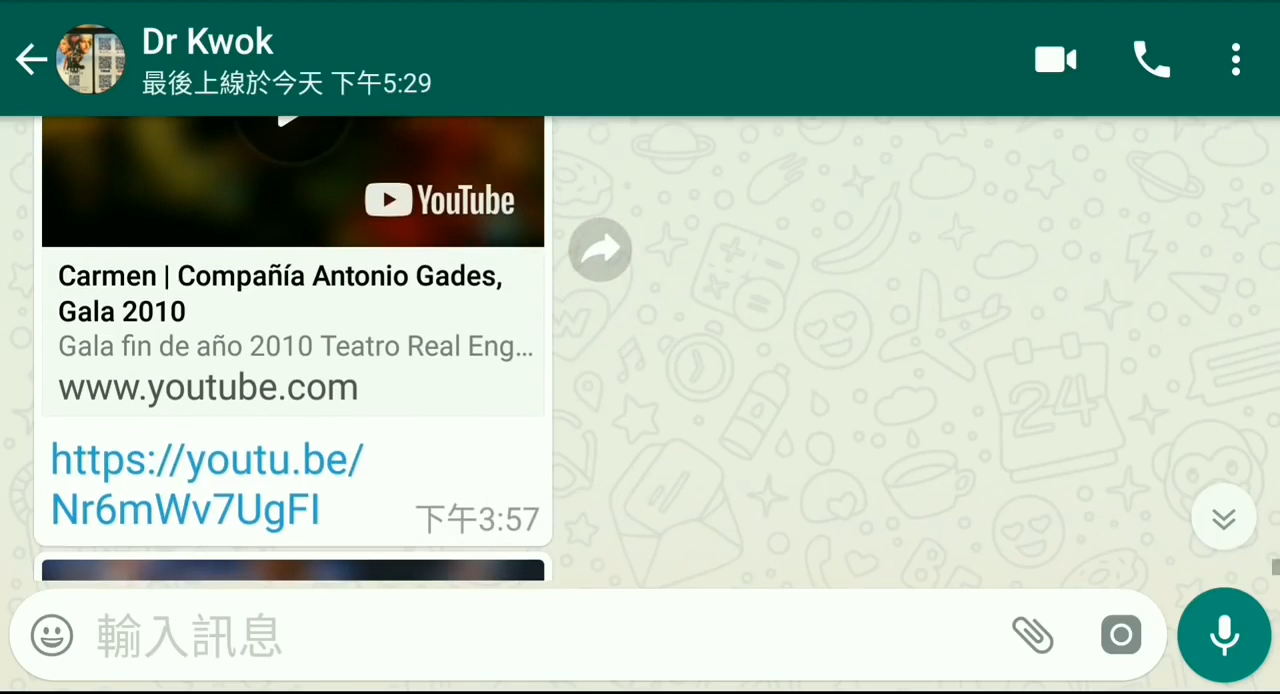 Dr Kwok
最後上線於今天 下午5:29
YouTube
Carmen | Compañía Antonio Gades,
Gala 2010
Gala fin de año 2010 Teatro Real Eng...
www.youtube.com
https://youtu.be/
Nr6mWv7UgFI
下午3:57
輸入訊息